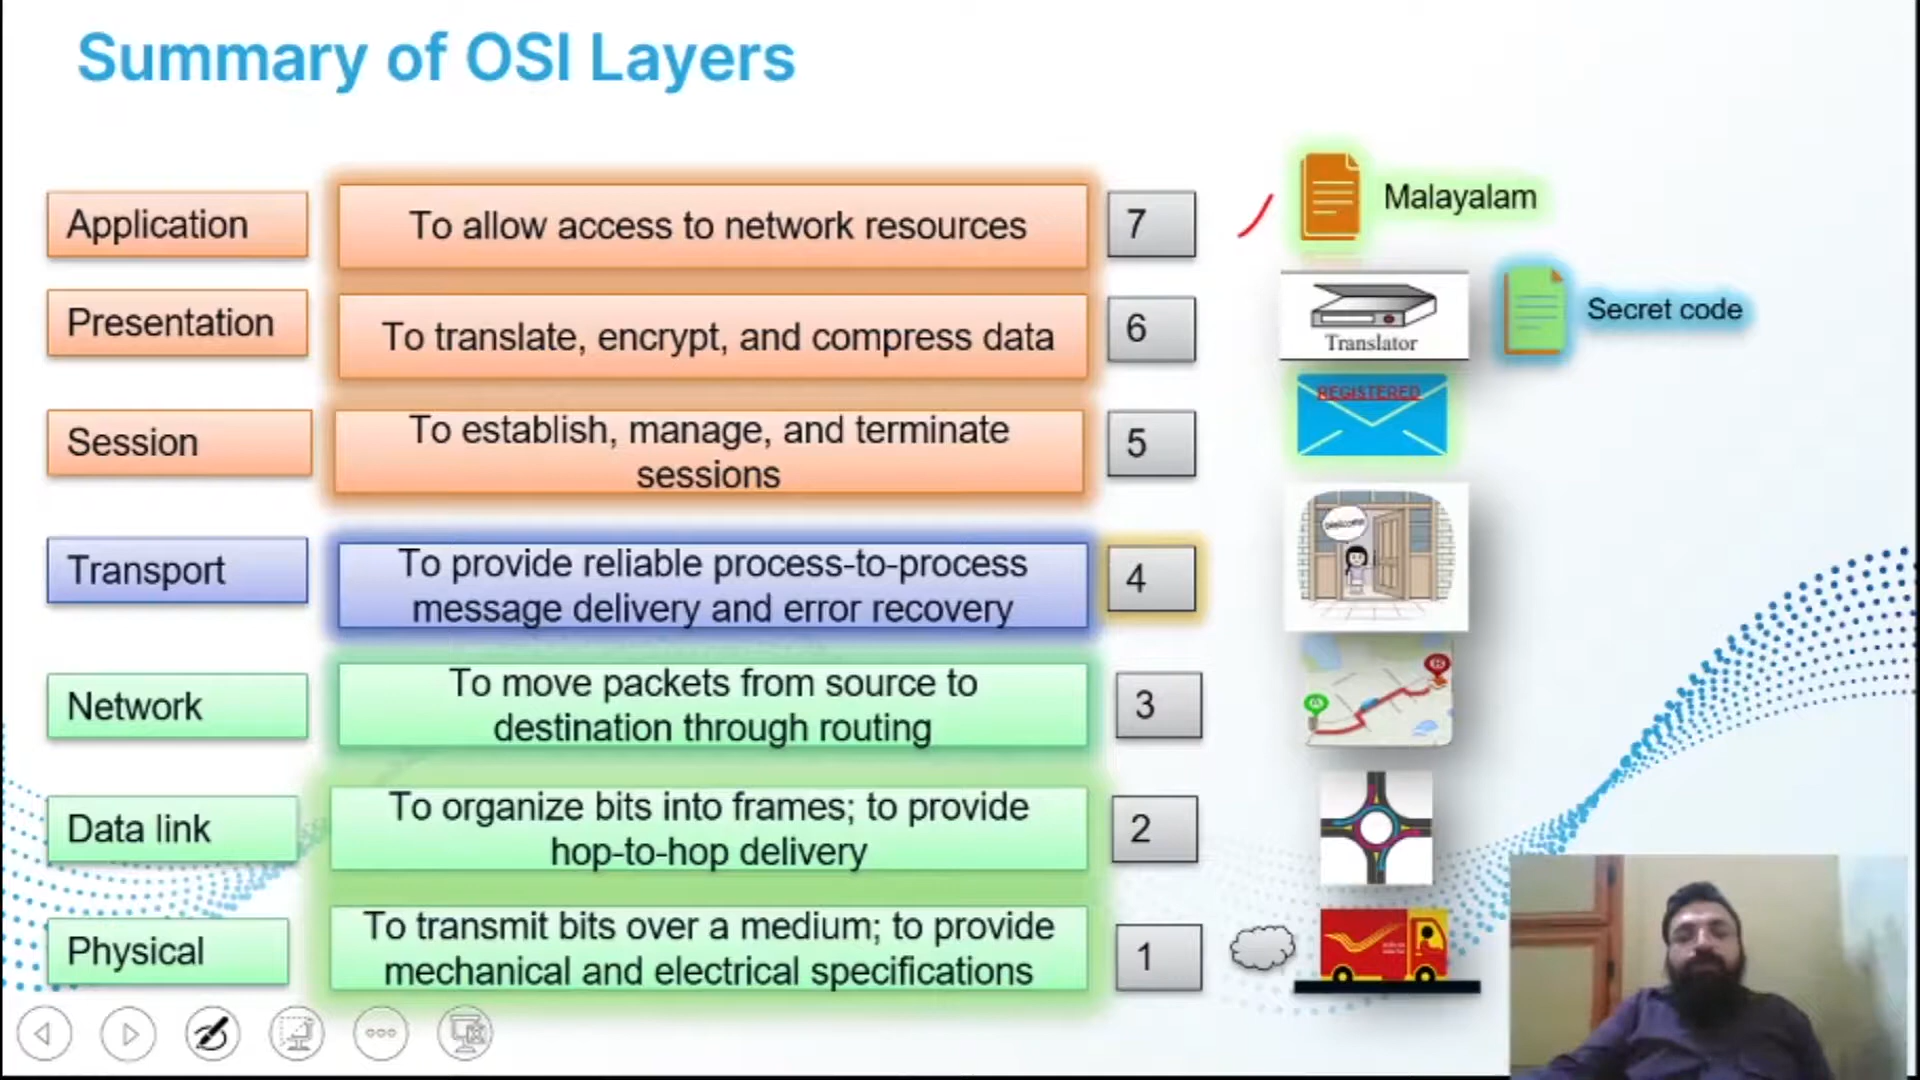 Summary of OSI Layers
Application
To allow access to network resources
7
Malayalam
Presentation
To translate, encrypt, and compress data
6
Translator
Secret code
Session
To establish, manage, and terminate
sessions
5
REGISTERED
Transport
To provide reliable process-to-process
message delivery and error recovery
4
Welcome
Network
To move packets from source to
destination through routing
3
Data link
To organize bits into frames; to provide
hop-to-hop delivery
2
Physical
To transmit bits over a medium; to provide
mechanical and electrical specifications
1